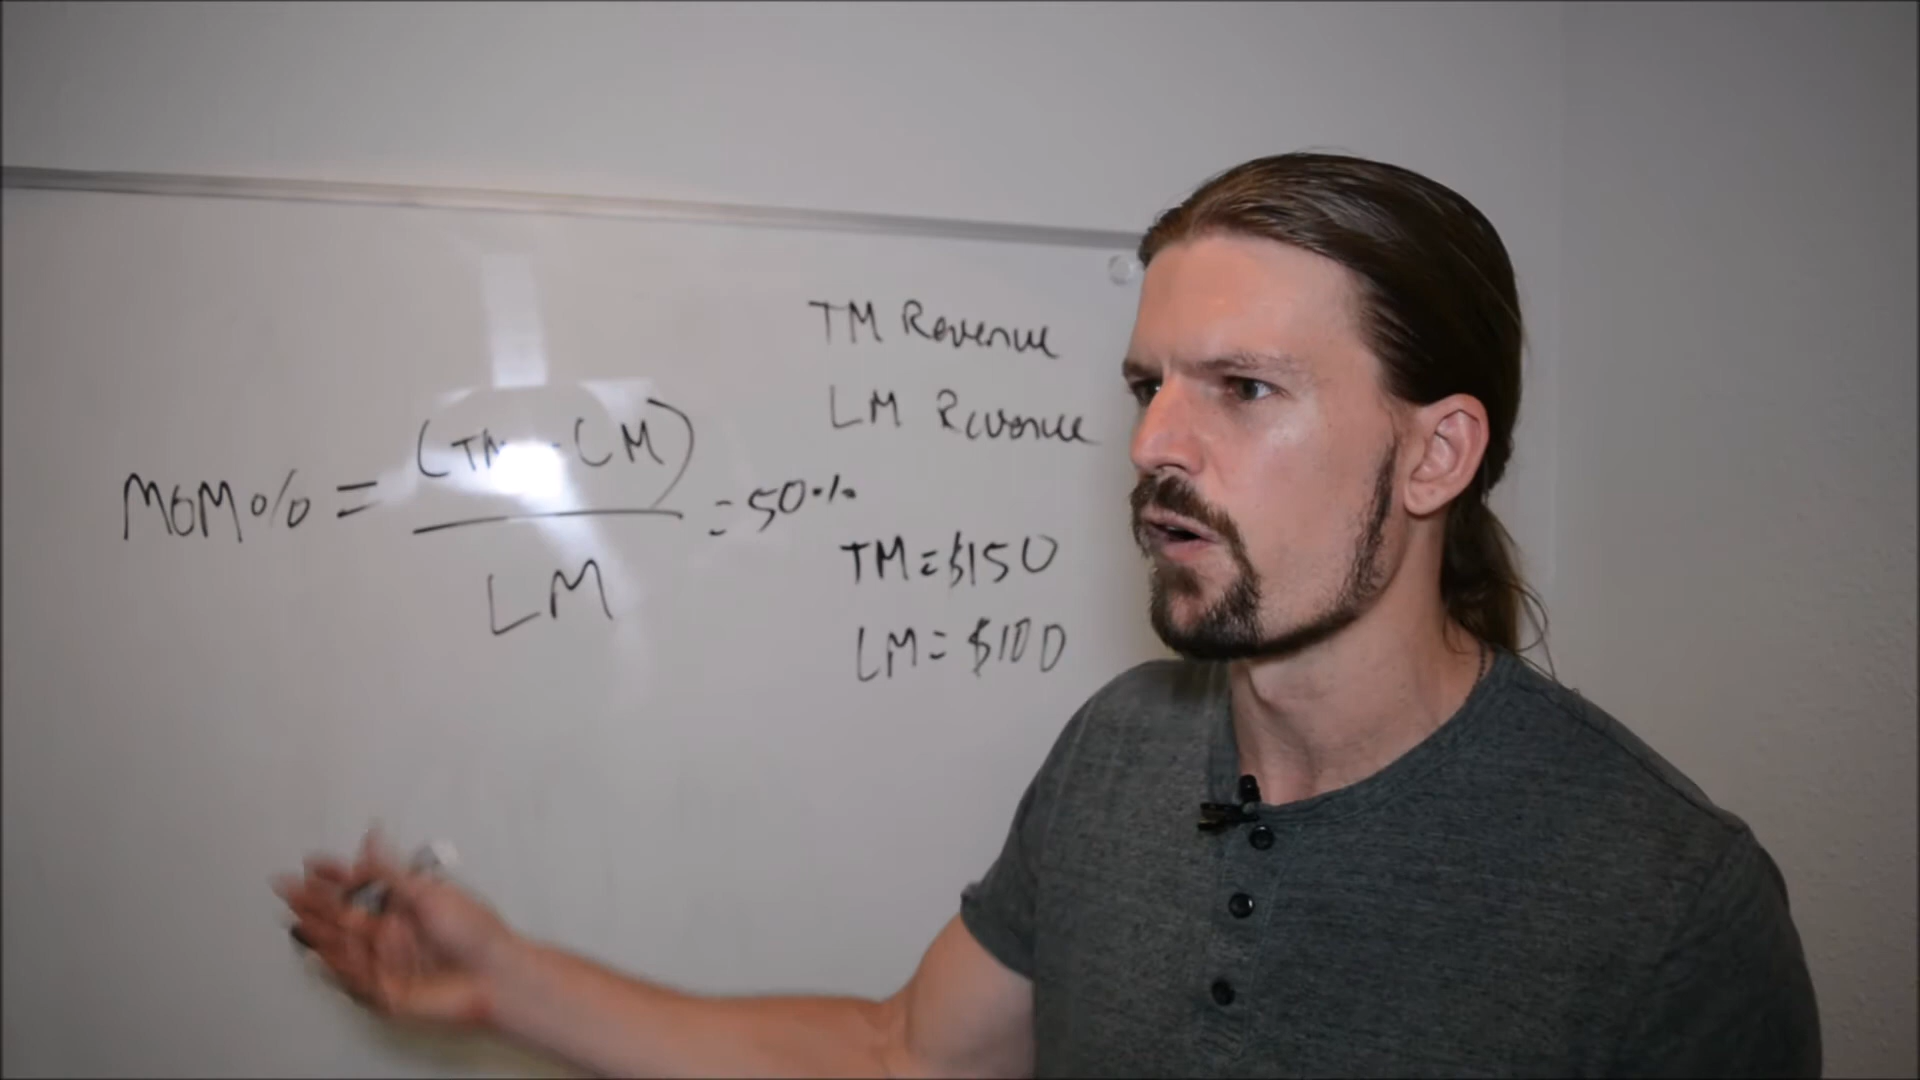 TM Revenue
LM Revenue
MOM% = (TM - LM) = 50%
LM
TM = $150
LM = $100